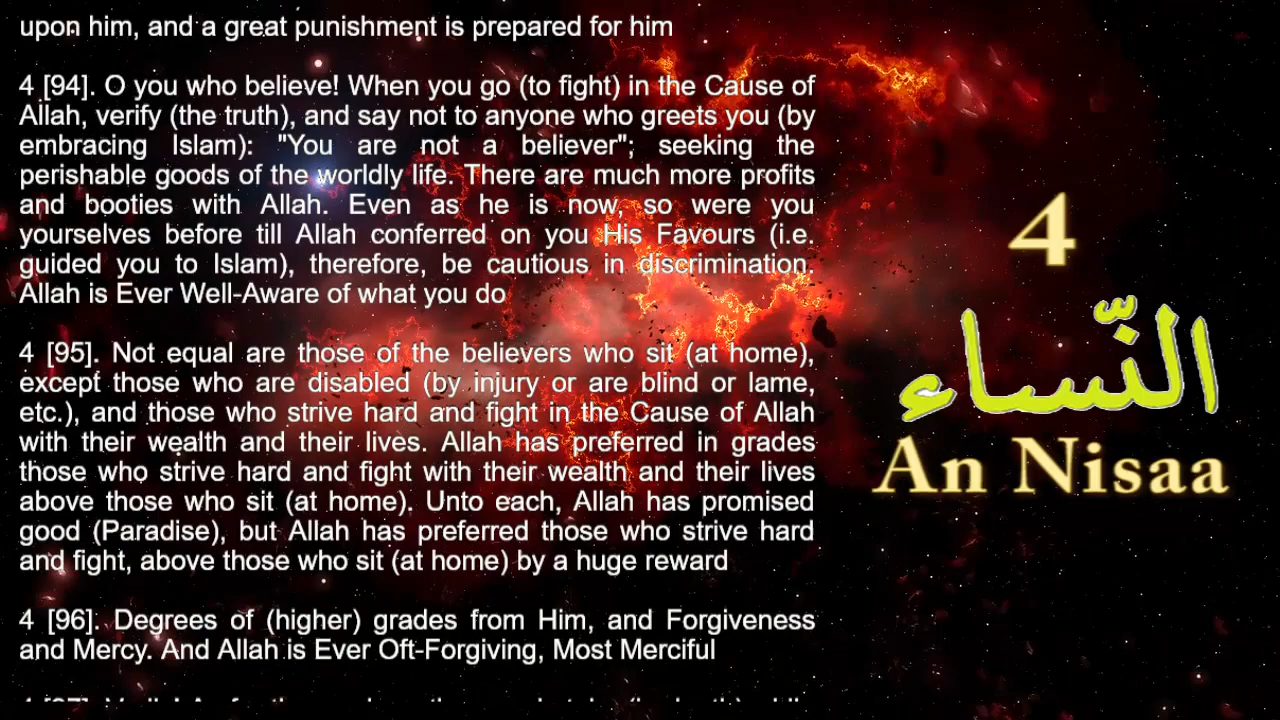 upon him, and a great punishment is prepared for him
4 [94]. O you who believe! When you go (to fight) in the Cause of
Allah, verify (the truth), and say not to anyone who greets you (by
embracing Islam): "You are not a believer"; seeking the
perishable goods of the worldly life. There are much more profits
and booties with Allah. Even as he is now, so were you
yourselves before till Allah conferred on you His Favours (i.e.
guided you to Islam), therefore, be cautious in discrimination.
Allah is Ever Well-Aware of what you do
4 [95]. Not equal are those of the believers who sit (at home),
except those who are disabled (by injury or are blind or lame,
etc.), and those who strive hard and fight in the Cause of Allah
with their wealth and their lives. Allah has preferred in grades
those who strive hard and fight with their wealth and their lives
above those who sit (at home). Unto each, Allah has promised
good (Paradise), but Allah has preferred those who strive hard
and fight, above those who sit (at home) by a huge reward
4 [96]. Degrees of (higher) grades from Him, and Forgiveness
and Mercy. And Allah is Ever Oft-Forgiving, Most Merciful
4
النّساء
An Nisaa